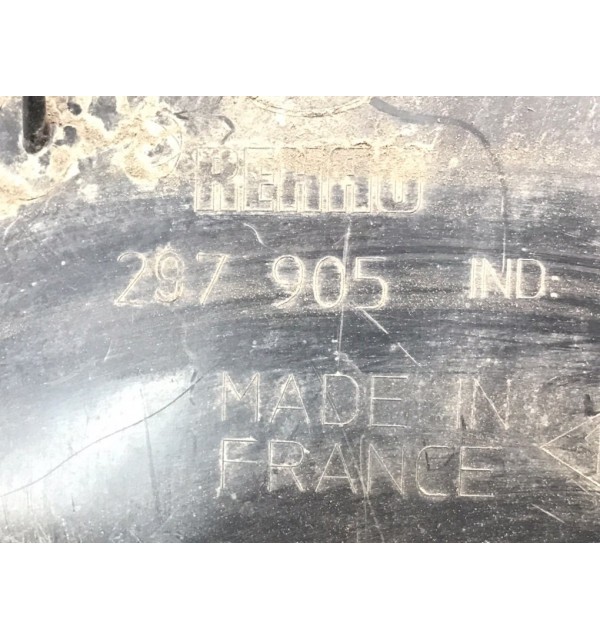 REHAU
297 905 IND:
MADE IN
FRANCE